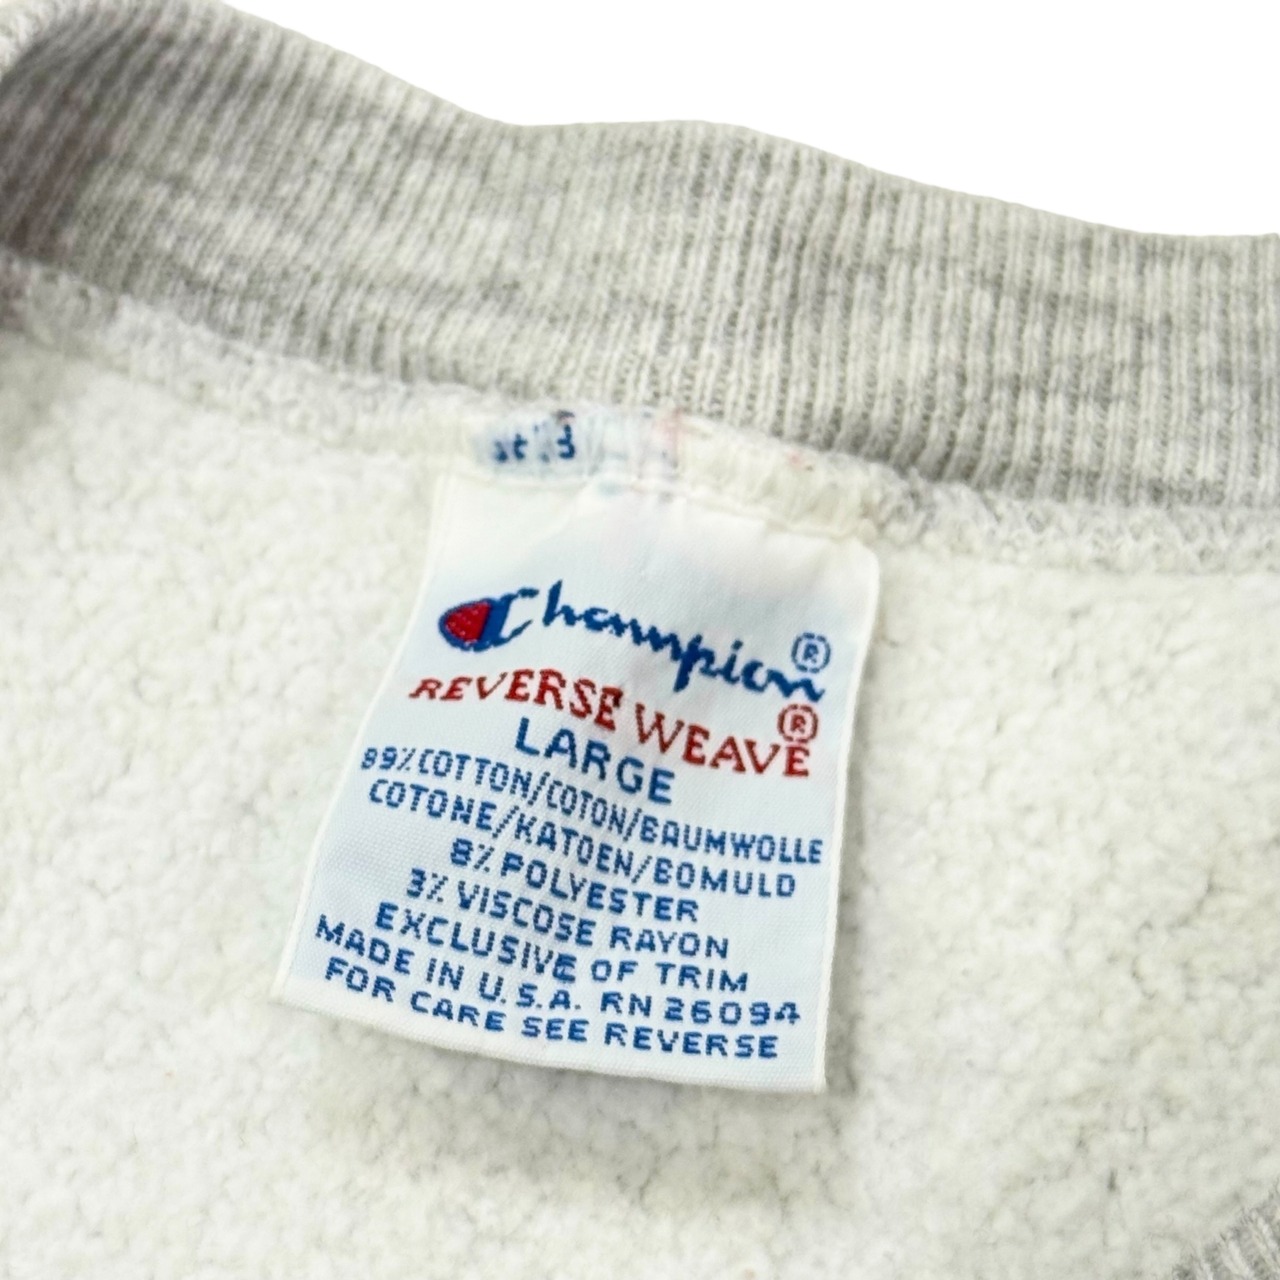 Champion®
REVERSE WEAVE®
LARGE
89% COTTON/COTON/BAUMWOLLE
COTONE/KATOEN/BOMULD
8% POLYESTER
3% VISCOSE RAYON
EXCLUSIVE OF TRIM
MADE IN U.S.A. RN 26094
FOR CARE SEE REVERSE